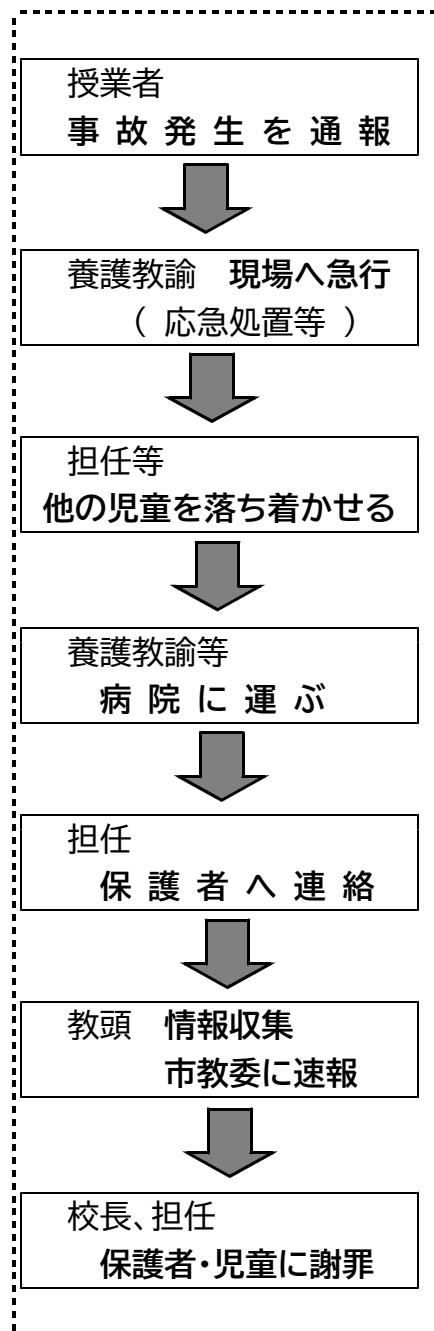 授業者
事故発生を通報
養護教諭　現場へ急行
（ 応急処置等 ）
担任等
他の児童を落ち着かせる
養護教諭等
病院に運ぶ
担任
保護者へ連絡
教頭　情報収集
市教委に速報
校長、担任
保護者・児童に謝罪